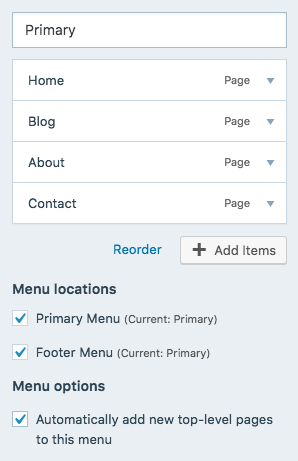 Primary
Home Page
Blog Page
About Page
Contact Page
Reorder Add Items
Menu locations
Primary Menu (Current: Primary)
Footer Menu (Current: Primary)
Menu options
Automatically add new top-level pages
to this menu